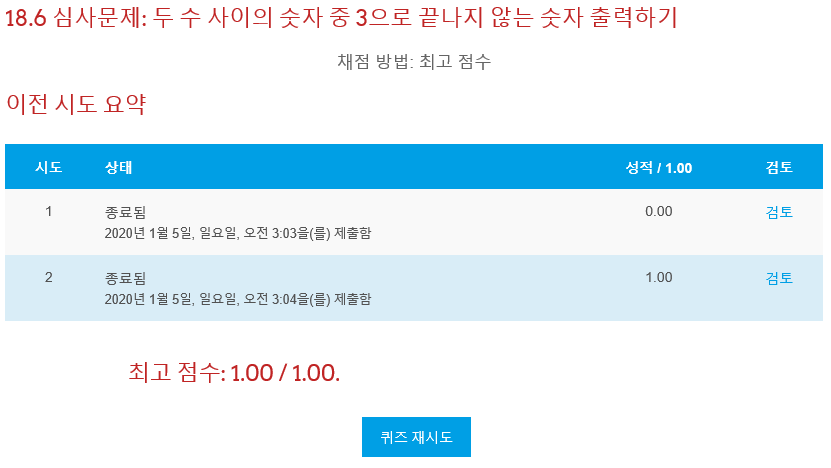 18.6 심사문제: 두 수 사이의 숫자 중 3으로 끝나지 않는 숫자 출력하기
채점 방법: 최고 점수
이전 시도 요약
시도 상태 성적 / 1.00 검토
1 종료됨 0.00 검토
2020년 1월 5일, 일요일, 오전 3:03을(를) 제출함
2 종료됨 1.00 검토
2020년 1월 5일, 일요일, 오전 3:04을(를) 제출함
최고 점수: 1.00 / 1.00.
퀴즈 재시도